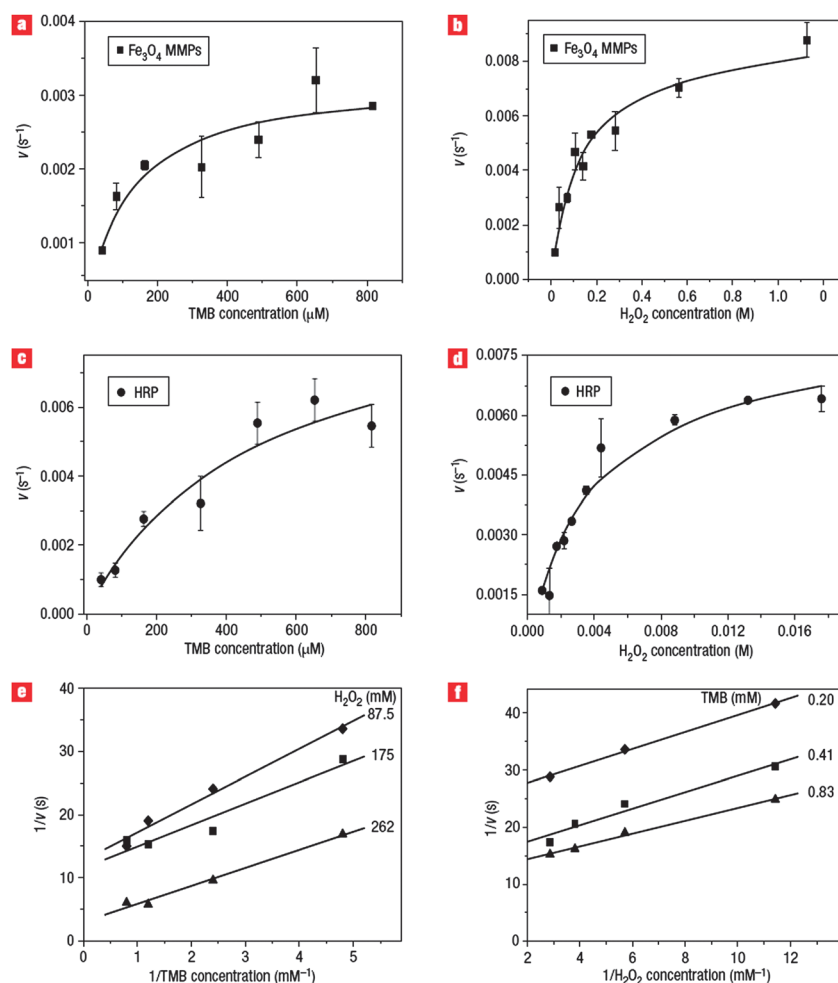 a
0.004
0.003
0.002
0.001
v (s⁻¹)
Fe₃O₄ MMPs
0 200 400 600 800
TMB concentration (μM)
b
0.008
0.006
0.004
0.002
0.000
v (s⁻¹)
Fe₃O₄ MMPs
0 0 0.2 0.6 1.0 0
H₂O₂ concentration (M)
c
0.006
0.004
0.002
0.000
v (s⁻¹)
HRP
0 200 400 600 800
TMB concentration (μM)
d
0.0075
0.0060
0.0045
0.0030
0.0015
v (s⁻¹)
HRP
0.000 0.004 0.008 0.012 0.016
H₂O₂ concentration (M)
e
40
30
20
10
0
1/v (s)
H₂O₂
(mM)
87.5
175
262
0 1 2 3 4 5
1/TMB concentration (mM⁻¹)
f
40
30
20
10
0
1/v (s)
TMB (mM)
0.20
0.41
0.83
2 4 6 8 10 12
1/H₂O₂ concentration (mM⁻¹)